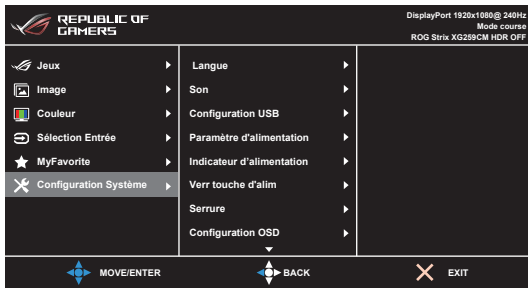 REPUBLIC OF
GAMERS
DisplayPort 1920x1080@ 240Hz
Mode course
ROG Strix XG259CM HDR OFF
Jeux
Image
Couleur
Sélection Entrée
MyFavorite
Configuration Système
Langue
Son
Configuration USB
Paramètre d'alimentation
Indicateur d’alimentation
Verr touche d'alim
Serrure
Configuration OSD
MOVE/ENTER
BACK
EXIT